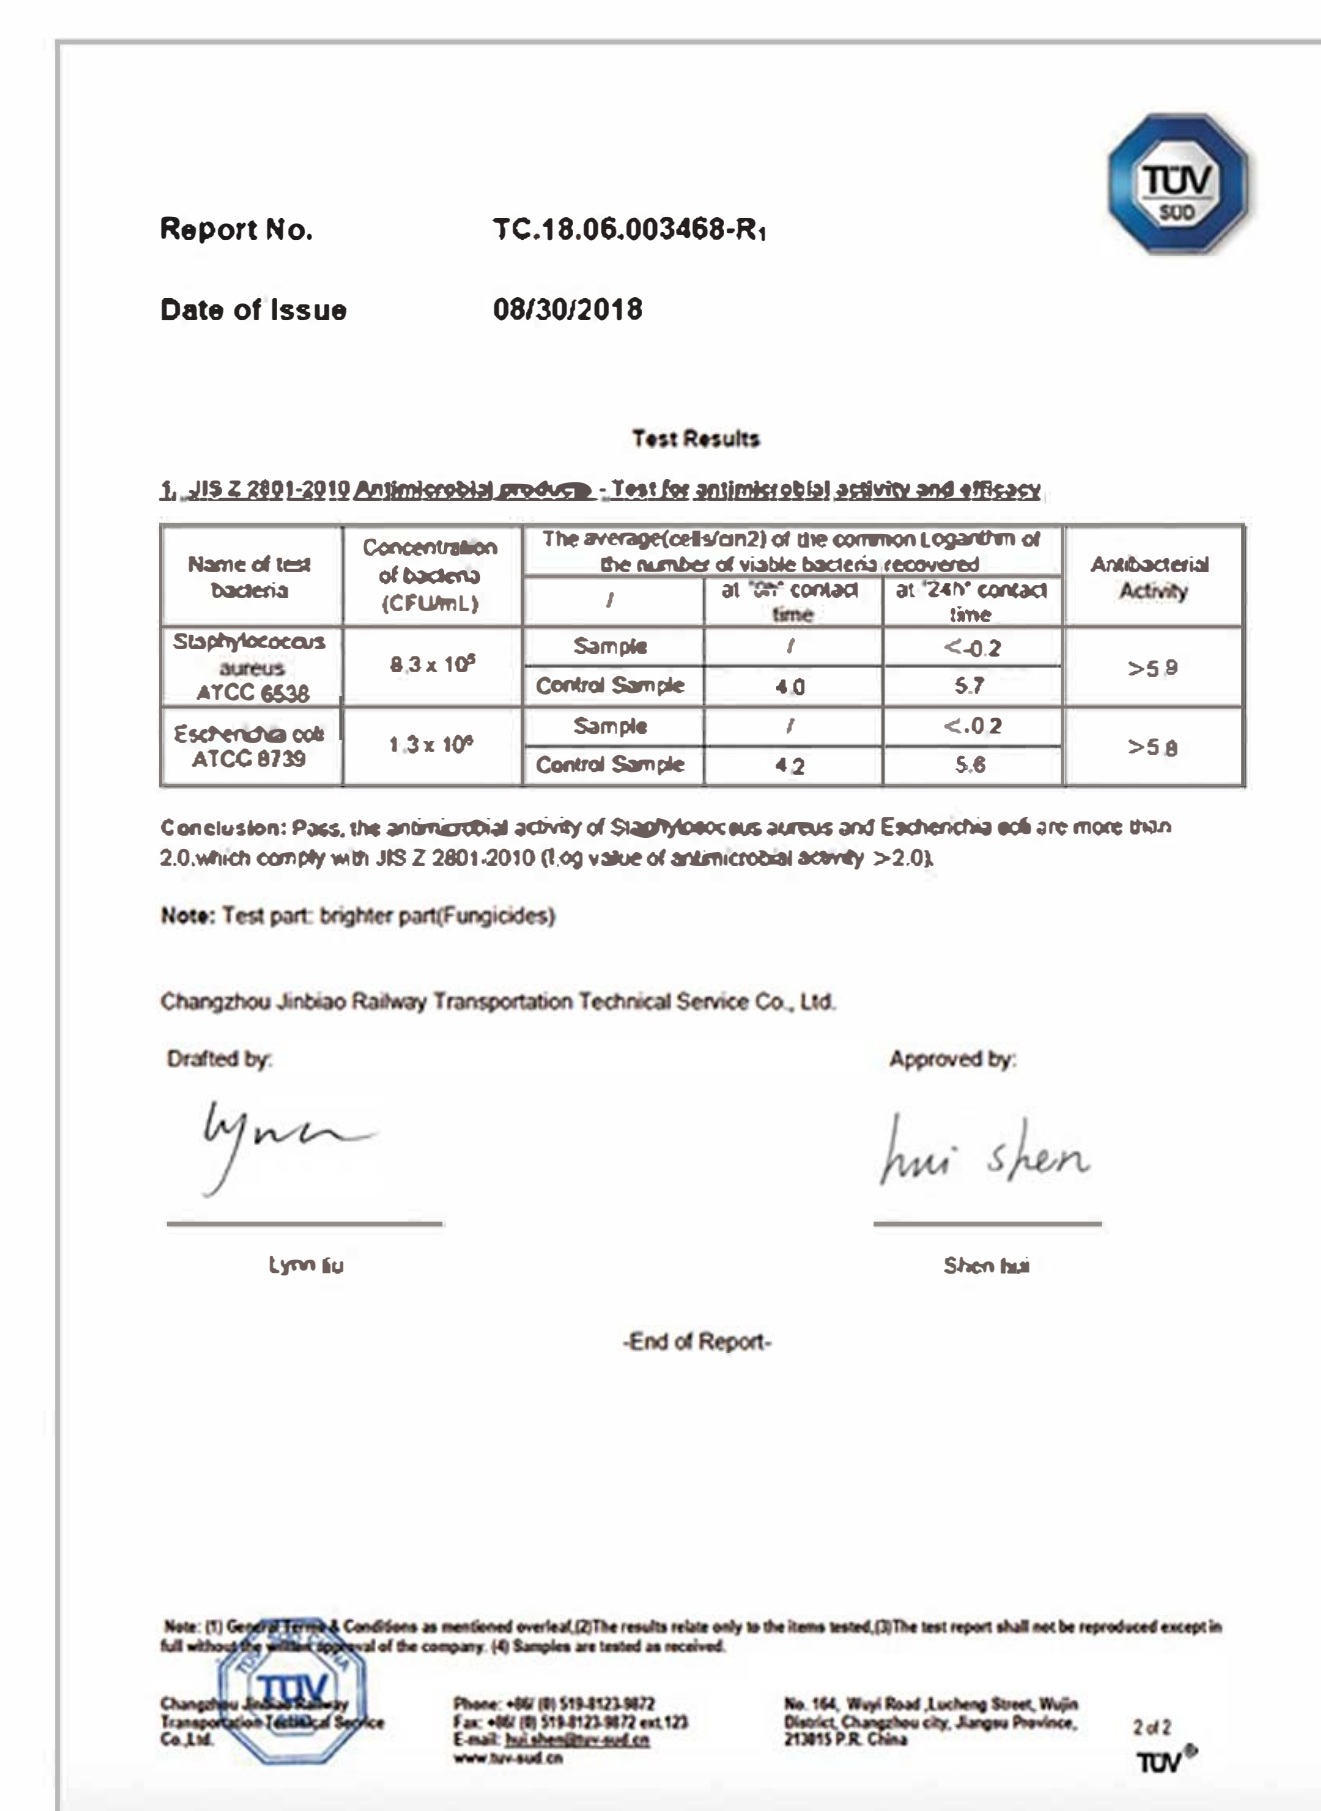 TÜV
SÜD
Report No. TC.18.06.003468-R1
Date of Issue 08/30/2018
Test Results
1. JIS Z 2801-2010 Antimicrobial products - Test for antimicrobial activity and efficacy
Name of test bacteria
Concentration of bacteria (CFU/mL)
The average(cells/cm2) of the common Logarithm of the number of viable bacteria recovered
Antibacterial Activity
/
at "0h" contact time
at "24h" contact time
Staphylococcus aureus ATCC 6538
8.3 x 10⁵
Sample / <-0.2
>5.9
Control Sample 4.0 5.7
Escherichia coli ATCC 8739
1.3 x 10⁶
Sample / <-0.2
>5.8
Control Sample 4.2 5.6
Conclusion: Pass, the antimicrobial activity of Staphylococcus aureus and Escherichia coli are more than
2.0,which comply with JIS Z 2801-2010 (Log value of antimicrobial activity >2.0).
Note: Test part: brighter part(Fungicides)
Changzhou Jinbiao Railway Transportation Technical Service Co., Ltd.
Drafted by: Approved by:
Lynn hui shen
Lynn liu Shen hui
-End of Report-
Note: (1) General Terms & Conditions as mentioned overleaf,(2)The results relate only to the items tested,(3)The test report shall not be reproduced except in
full without the written approval of the company. (4) Samples are tested as received.
TÜV
Changzhou Jinbiao Railway
Transportation Technical Service
Co.,Ltd.
Phone: +86/ (0) 519-8123-9872
Fax: +86/ (0) 519-8123-9872 ext.123
E-mail: hui.shen@tuv-sud.cn
www.tuv-sud.cn
No. 164, Wuyi Road ,Lucheng Street, Wujin
District, Changzhou city, Jiangsu Province,
213015 P.R. China
2 of 2
TÜV®